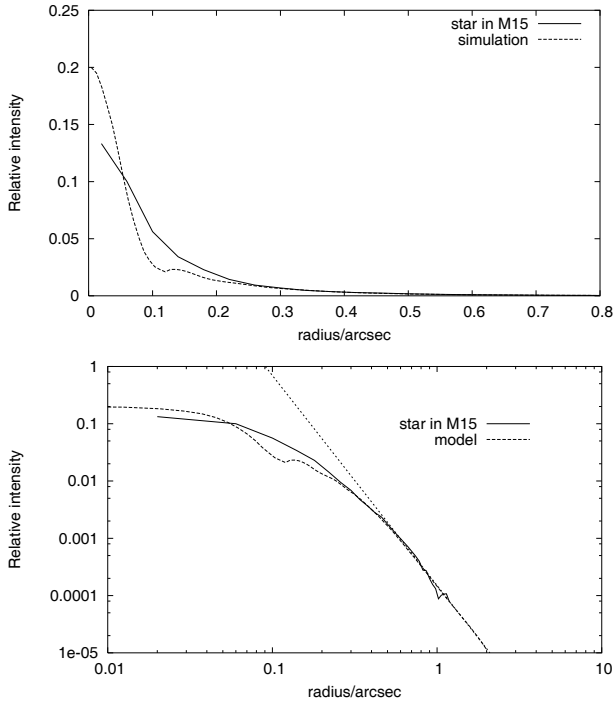 0.25
0.2
0.15
0.1
0.05
0
Relative intensity
star in M15
simulation
0 0.1 0.2 0.3 0.4 0.5 0.6 0.7 0.8
radius/arcsec
1
0.1
0.01
0.001
0.0001
1e-05
Relative intensity
star in M15
model
0.01 0.1 1 10
radius/arcsec